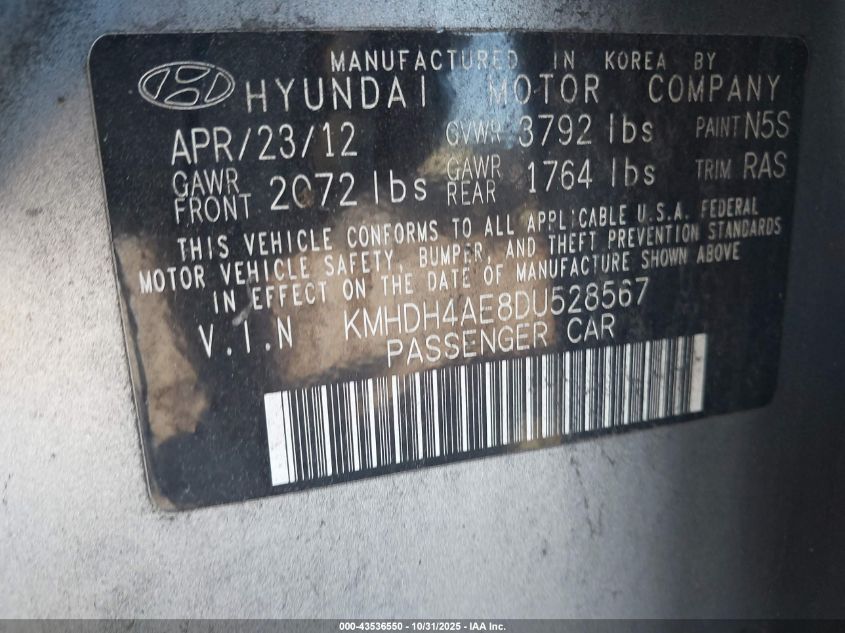 MANUFACTURED IN KOREA BY
HYUNDAI MOTOR COMPANY
APR/23/12 GVWR 3792 lbs PAINT N5S
GAWR FRONT 2072 lbs GAWR REAR 1764 lbs TRIM RAS
THIS VEHICLE CONFORMS TO ALL APPLICABLE U.S.A. FEDERAL
MOTOR VEHICLE SAFETY, BUMPER, AND THEFT PREVENTION STANDARDS
IN EFFECT ON THE DATE OF MANUFACTURE SHOWN ABOVE
V.I.N KMHDH4AE8DU528567
PASSENGER CAR
000-43536550 - 10/31/2025 - IAA Inc.